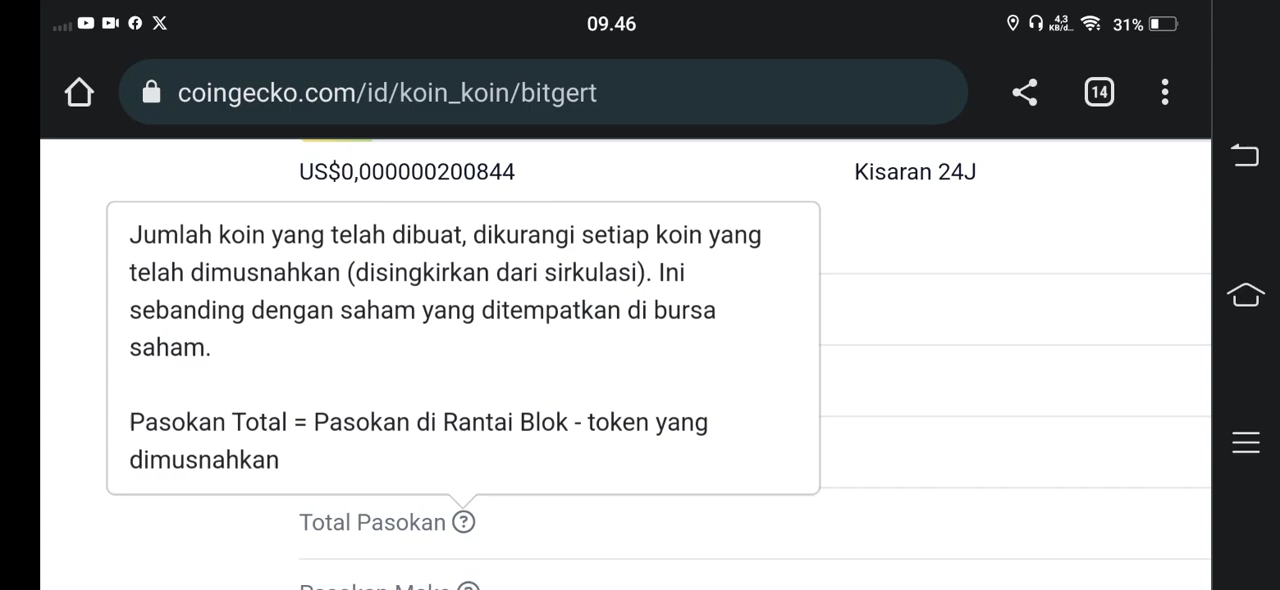 09.46
4,3
KB/d...
31%
coingecko.com/id/koin_koin/bitgert
14
US$0,000000200844
Kisaran 24J
Jumlah koin yang telah dibuat, dikurangi setiap koin yang
telah dimusnahkan (disingkirkan dari sirkulasi). Ini
sebanding dengan saham yang ditempatkan di bursa
saham.
Pasokan Total = Pasokan di Rantai Blok - token yang
dimusnahkan
Total Pasokan ?
Pasokan Maks ?